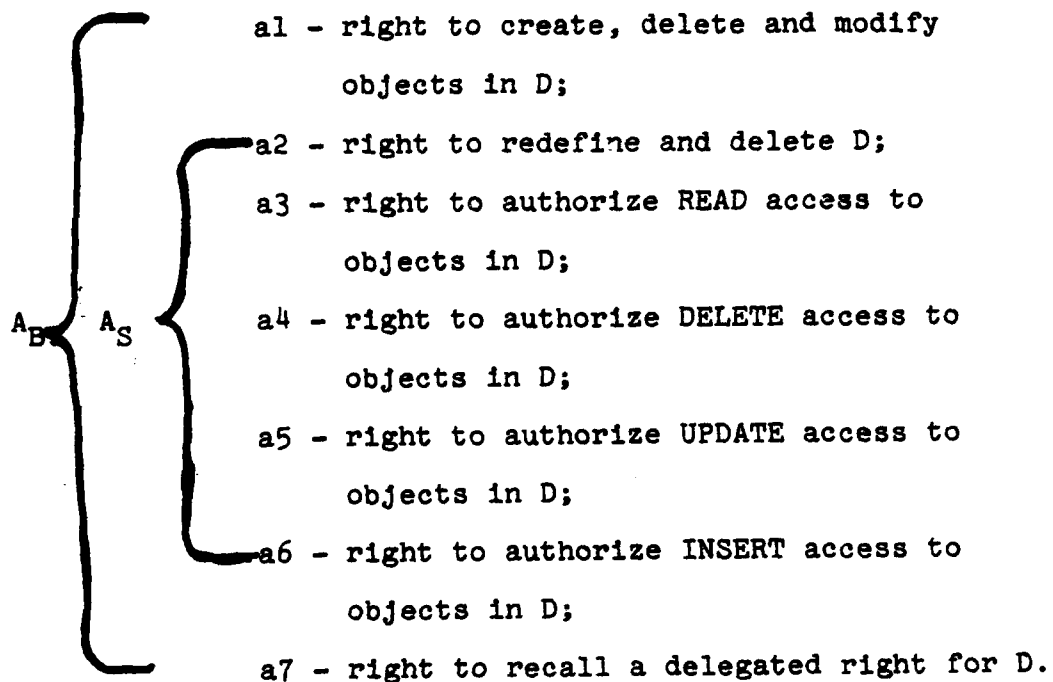 a1 - right to create, delete and modify
objects in D;
a2 - right to redefine and delete D;
a3 - right to authorize READ access to
objects in D;
A_B A_S a4 - right to authorize DELETE access to
objects in D;
a5 - right to authorize UPDATE access to
objects in D;
a6 - right to authorize INSERT access to
objects in D;
a7 - right to recall a delegated right for D.